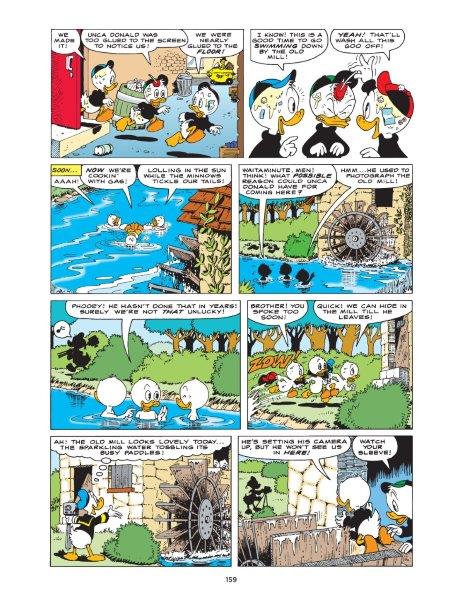 WE
MADE
IT!
UNCA DONALD WAS
TOO GLUED TO THE SCREEN
TO NOTICE US!
WE WERE
NEARLY
GLUED TO THE
FLOOR!
I KNOW! THIS IS A
GOOD TIME TO GO
SWIMMING DOWN
BY THE OLD
MILL!
YEAH! THAT'LL
WASH ALL THIS
GOO OFF!
SOON...
AAAH!
NOW WE'RE
COOKIN'
WITH GAS!
LOLLING IN THE SUN
WHILE THE MINNOWS
TICKLE OUR TAILS!
WAITAMINUTE, MEN!
THINK! WHAT POSSIBLE
REASON COULD UNCA
DONALD HAVE FOR
COMING HERE?
HMM...HE USED TO
PHOTOGRAPH THE
OLD MILL!
PHOOEY! HE HASN'T DONE THAT IN YEARS!
SURELY WE'RE NOT THAT UNLUCKY!
BROTHER! YOU
SPOKE TOO
SOON!
QUICK! WE CAN HIDE IN
THE MILL TILL HE
LEAVES!
ZOW!
AH! THE OLD MILL LOOKS LOVELY TODAY...
THE SPARKLING WATER TOSSLING ITS
BUSY PADDLES!
HE'S SETTING HIS CAMERA
UP, BUT HE WON'T SEE US
IN HERE!
WATCH
YOUR
SLEEVE!
159